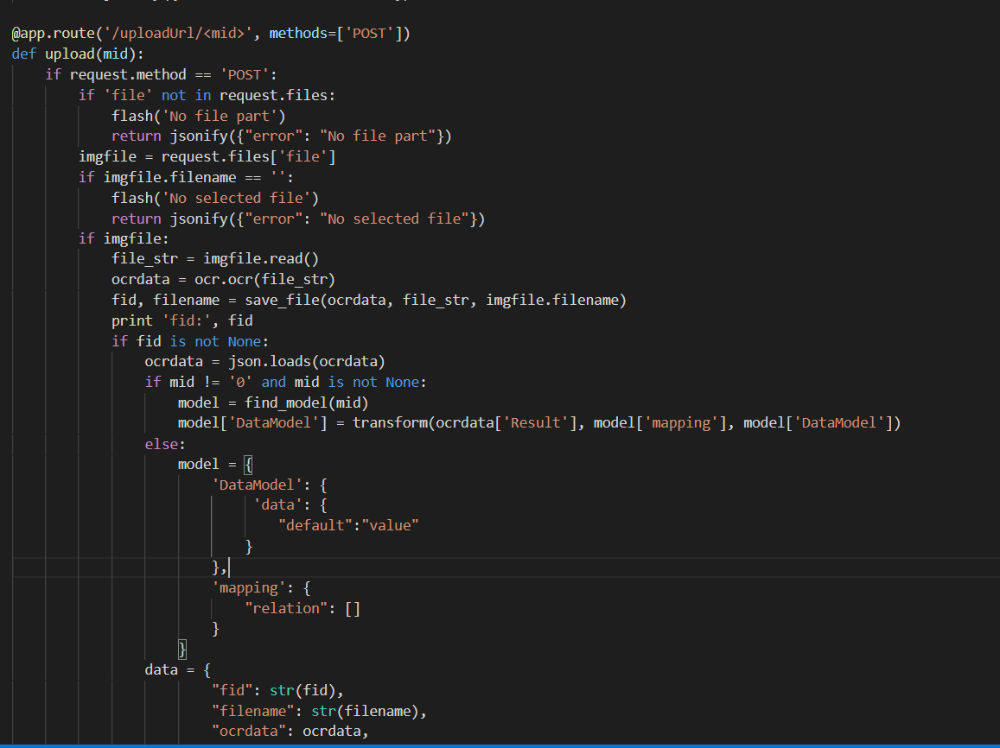 @app.route('/uploadUrl/<mid>', methods=['POST'])
def upload(mid):
    if request.method == 'POST':
        if 'file' not in request.files:
            flash('No file part')
            return jsonify({"error": "No file part"})
        imgfile = request.files['file']
        if imgfile.filename == '':
            flash('No selected file')
            return jsonify({"error": "No selected file"})
        if imgfile:
            file_str = imgfile.read()
            ocrdata = ocr.ocr(file_str)
            fid, filename = save_file(ocrdata, file_str, imgfile.filename)
            print 'fid:', fid
            if fid is not None:
                ocrdata = json.loads(ocrdata)
                if mid != '0' and mid is not None:
                    model = find_model(mid)
                    model['DataModel'] = transform(ocrdata['Result'], model['mapping'], model['DataModel'])
                else:
                    model = {
                        'DataModel': {
                             'data': {
                                "default":"value"
                            }
                        },
                        'mapping': {
                            "relation": []
                        }
                    }
                data = {
                        "fid": str(fid),
                        "filename": str(filename),
                        "ocrdata": ocrdata,